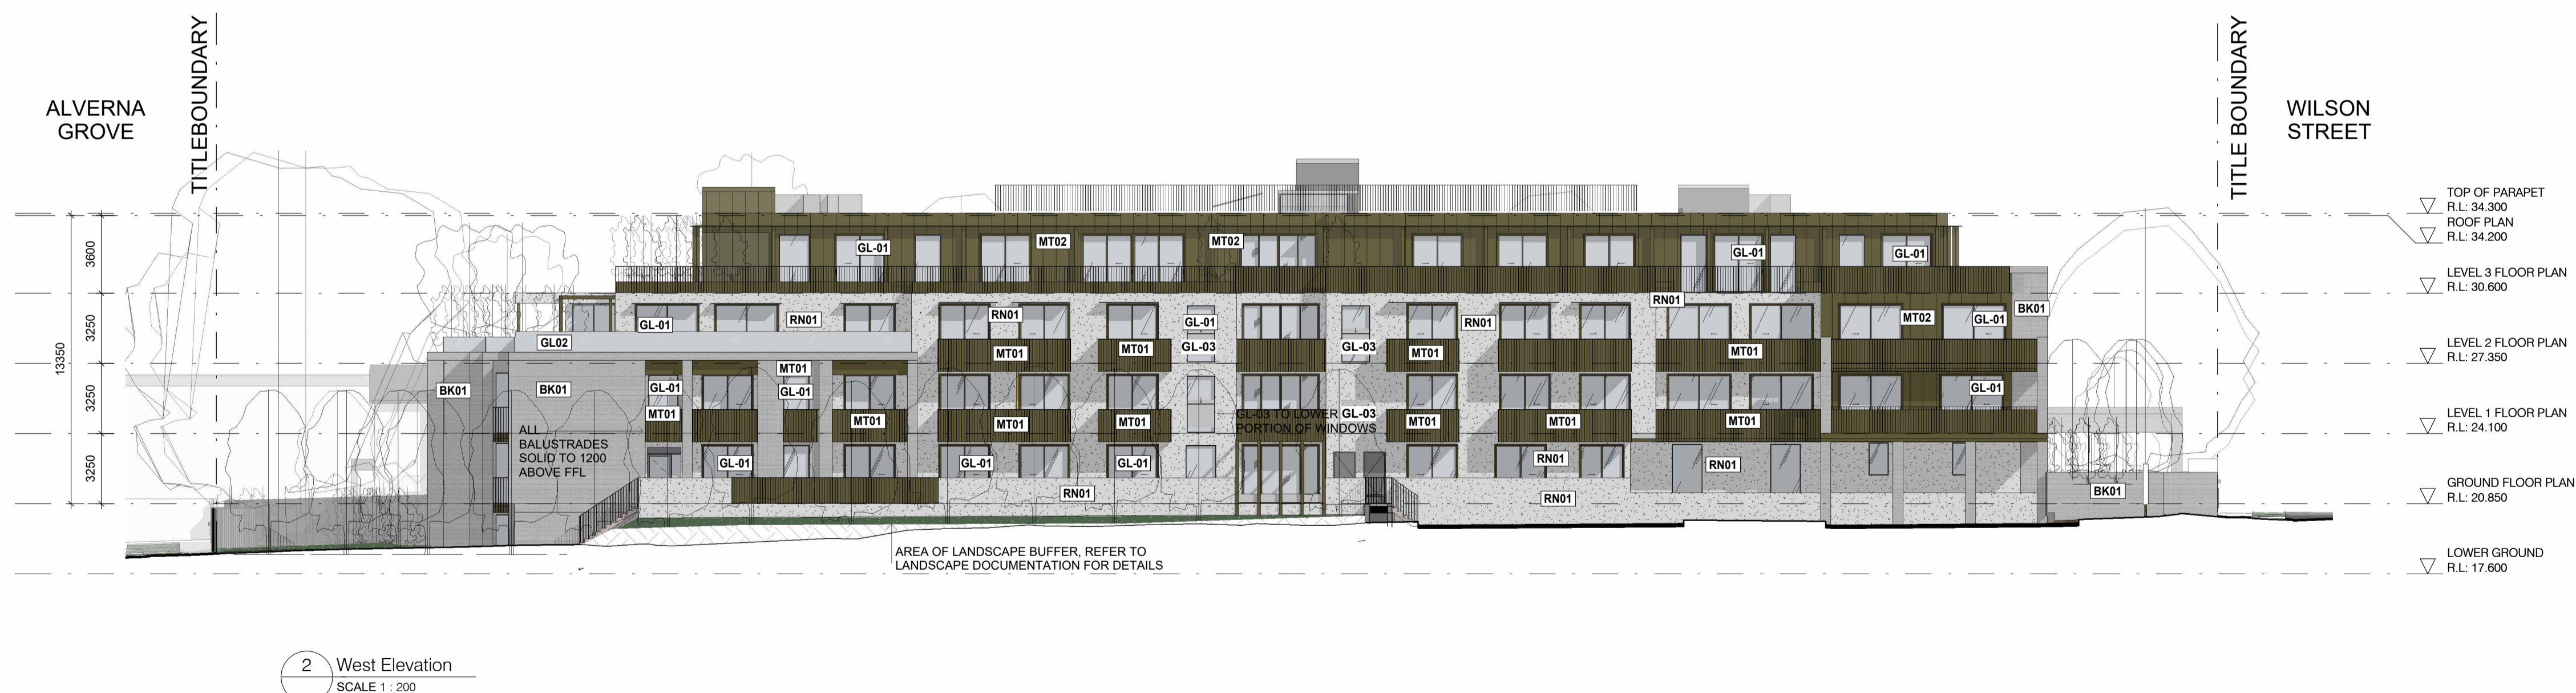 ALVERNA
GROVE
TITLEBOUNDARY
TITLE BOUNDARY
WILSON
STREET
TOP OF PARAPET
R.L: 34.300
ROOF PLAN
R.L: 34.200
LEVEL 3 FLOOR PLAN
R.L: 30.600
LEVEL 2 FLOOR PLAN
R.L: 27.350
LEVEL 1 FLOOR PLAN
R.L: 24.100
GROUND FLOOR PLAN
R.L: 20.850
LOWER GROUND
R.L: 17.600
13350
3600
3250
3250
3250
GL-01
MT02
MT02
GL-01
GL-01
GL-01
RN01
RN01
GL-01
RN01
RN01
MT02
GL-01
BK01
GL02
MT01
MT01
GL-03
GL-03
MT01
MT01
BK01
BK01
GL-01
MT01
GL-01
GL-01
MT01
MT01
MT01
MT01
GL-03
MT01
MT01
MT01
GL-03 TO LOWER
PORTION OF WINDOWS
ALL
BALUSTRADES
SOLID TO 1200
ABOVE FFL
GL-01
GL-01
GL-01
RN01
RN01
RN01
RN01
BK01
AREA OF LANDSCAPE BUFFER, REFER TO
LANDSCAPE DOCUMENTATION FOR DETAILS
2
West Elevation
SCALE 1 : 200